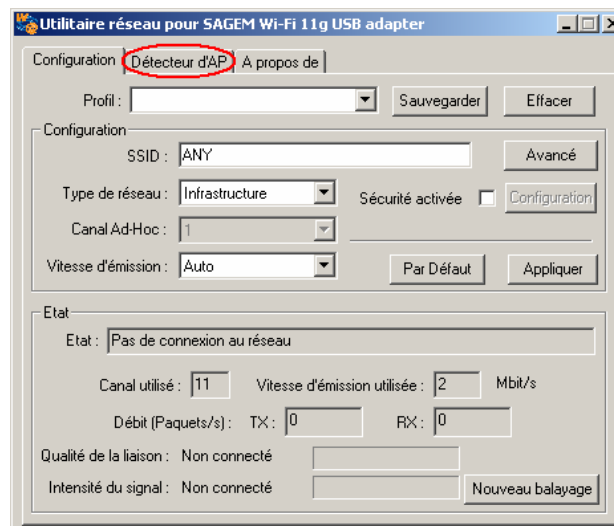 Utilitaire réseau pour SAGEM Wi-Fi 11g USB adapter
Configuration Détecteur d'AP A propos de
Profil : Sauvegarder Effacer
Configuration
SSID : ANY Avancé
Type de réseau : Infrastructure Sécurité activée Configuration
Canal Ad-Hoc : 1
Vitesse d'émission : Auto Par Défaut Appliquer
Etat
Etat : Pas de connexion au réseau
Canal utilisé : 11 Vitesse d'émission utilisée : 2 Mbit/s
Débit (Paquets/s) : TX : 0 RX : 0
Qualité de la liaison : Non connecté
Intensité du signal : Non connecté Nouveau balayage